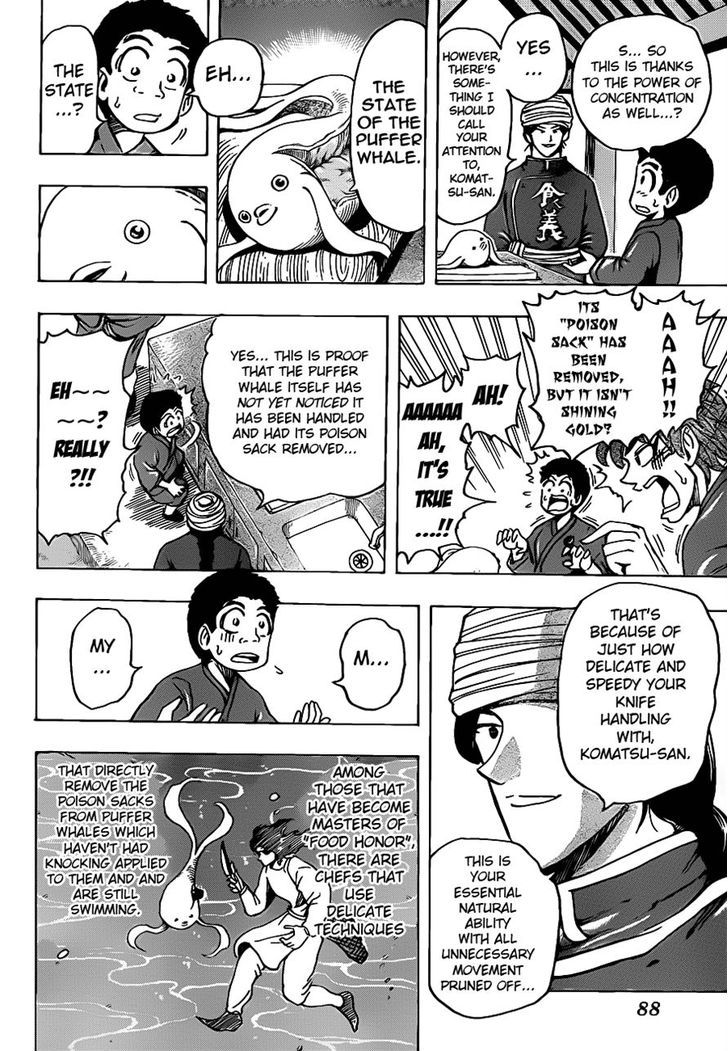 S... SO
THIS IS THANKS
TO THE POWER OF
CONCENTRATION
AS WELL...?
YES
...
HOWEVER,
THERE'S
SOME-
THING I
SHOULD
CALL
YOUR
ATTENTION
TO,
KOMAT-
SU-SAN.
食義
THE
STATE
OF THE
PUFFER
WHALE.
EH...
THE
STATE
...?
AAAH!!
ITS
"POISON
SACK" HAS
BEEN
REMOVED,
BUT IT ISN'T
SHINING
GOLD?
AH!
AAAAAA
AH,
IT'S
TRUE
...!!
YES... THIS IS PROOF
THAT THE PUFFER
WHALE ITSELF HAS
NOT YET NOTICED IT
HAS BEEN HANDLED
AND HAD ITS POISON
SACK REMOVED...
EH~~
~~?
REALLY
?!!
THAT'S
BECAUSE OF
JUST HOW
DELICATE AND
SPEEDY YOUR
KNIFE
HANDLING
WITH,
KOMATSU-SAN.
THIS IS
YOUR
ESSENTIAL
NATURAL
ABILITY
WITH ALL
UNNECESSARY
MOVEMENT
PRUNED OFF...
M...
MY
...
AMONG
THOSE THAT
HAVE BECOME
MASTERS OF
"FOOD HONOR",
THERE ARE
CHEFS THAT
USE
DELICATE
TECHNIQUES
THAT DIRECTLY
REMOVE THE
POISON SACKS
FROM PUFFER
WHALES WHICH
HAVEN'T HAD
KNOCKING APPLIED
TO THEM AND AND
ARE STILL
SWIMMING.
88